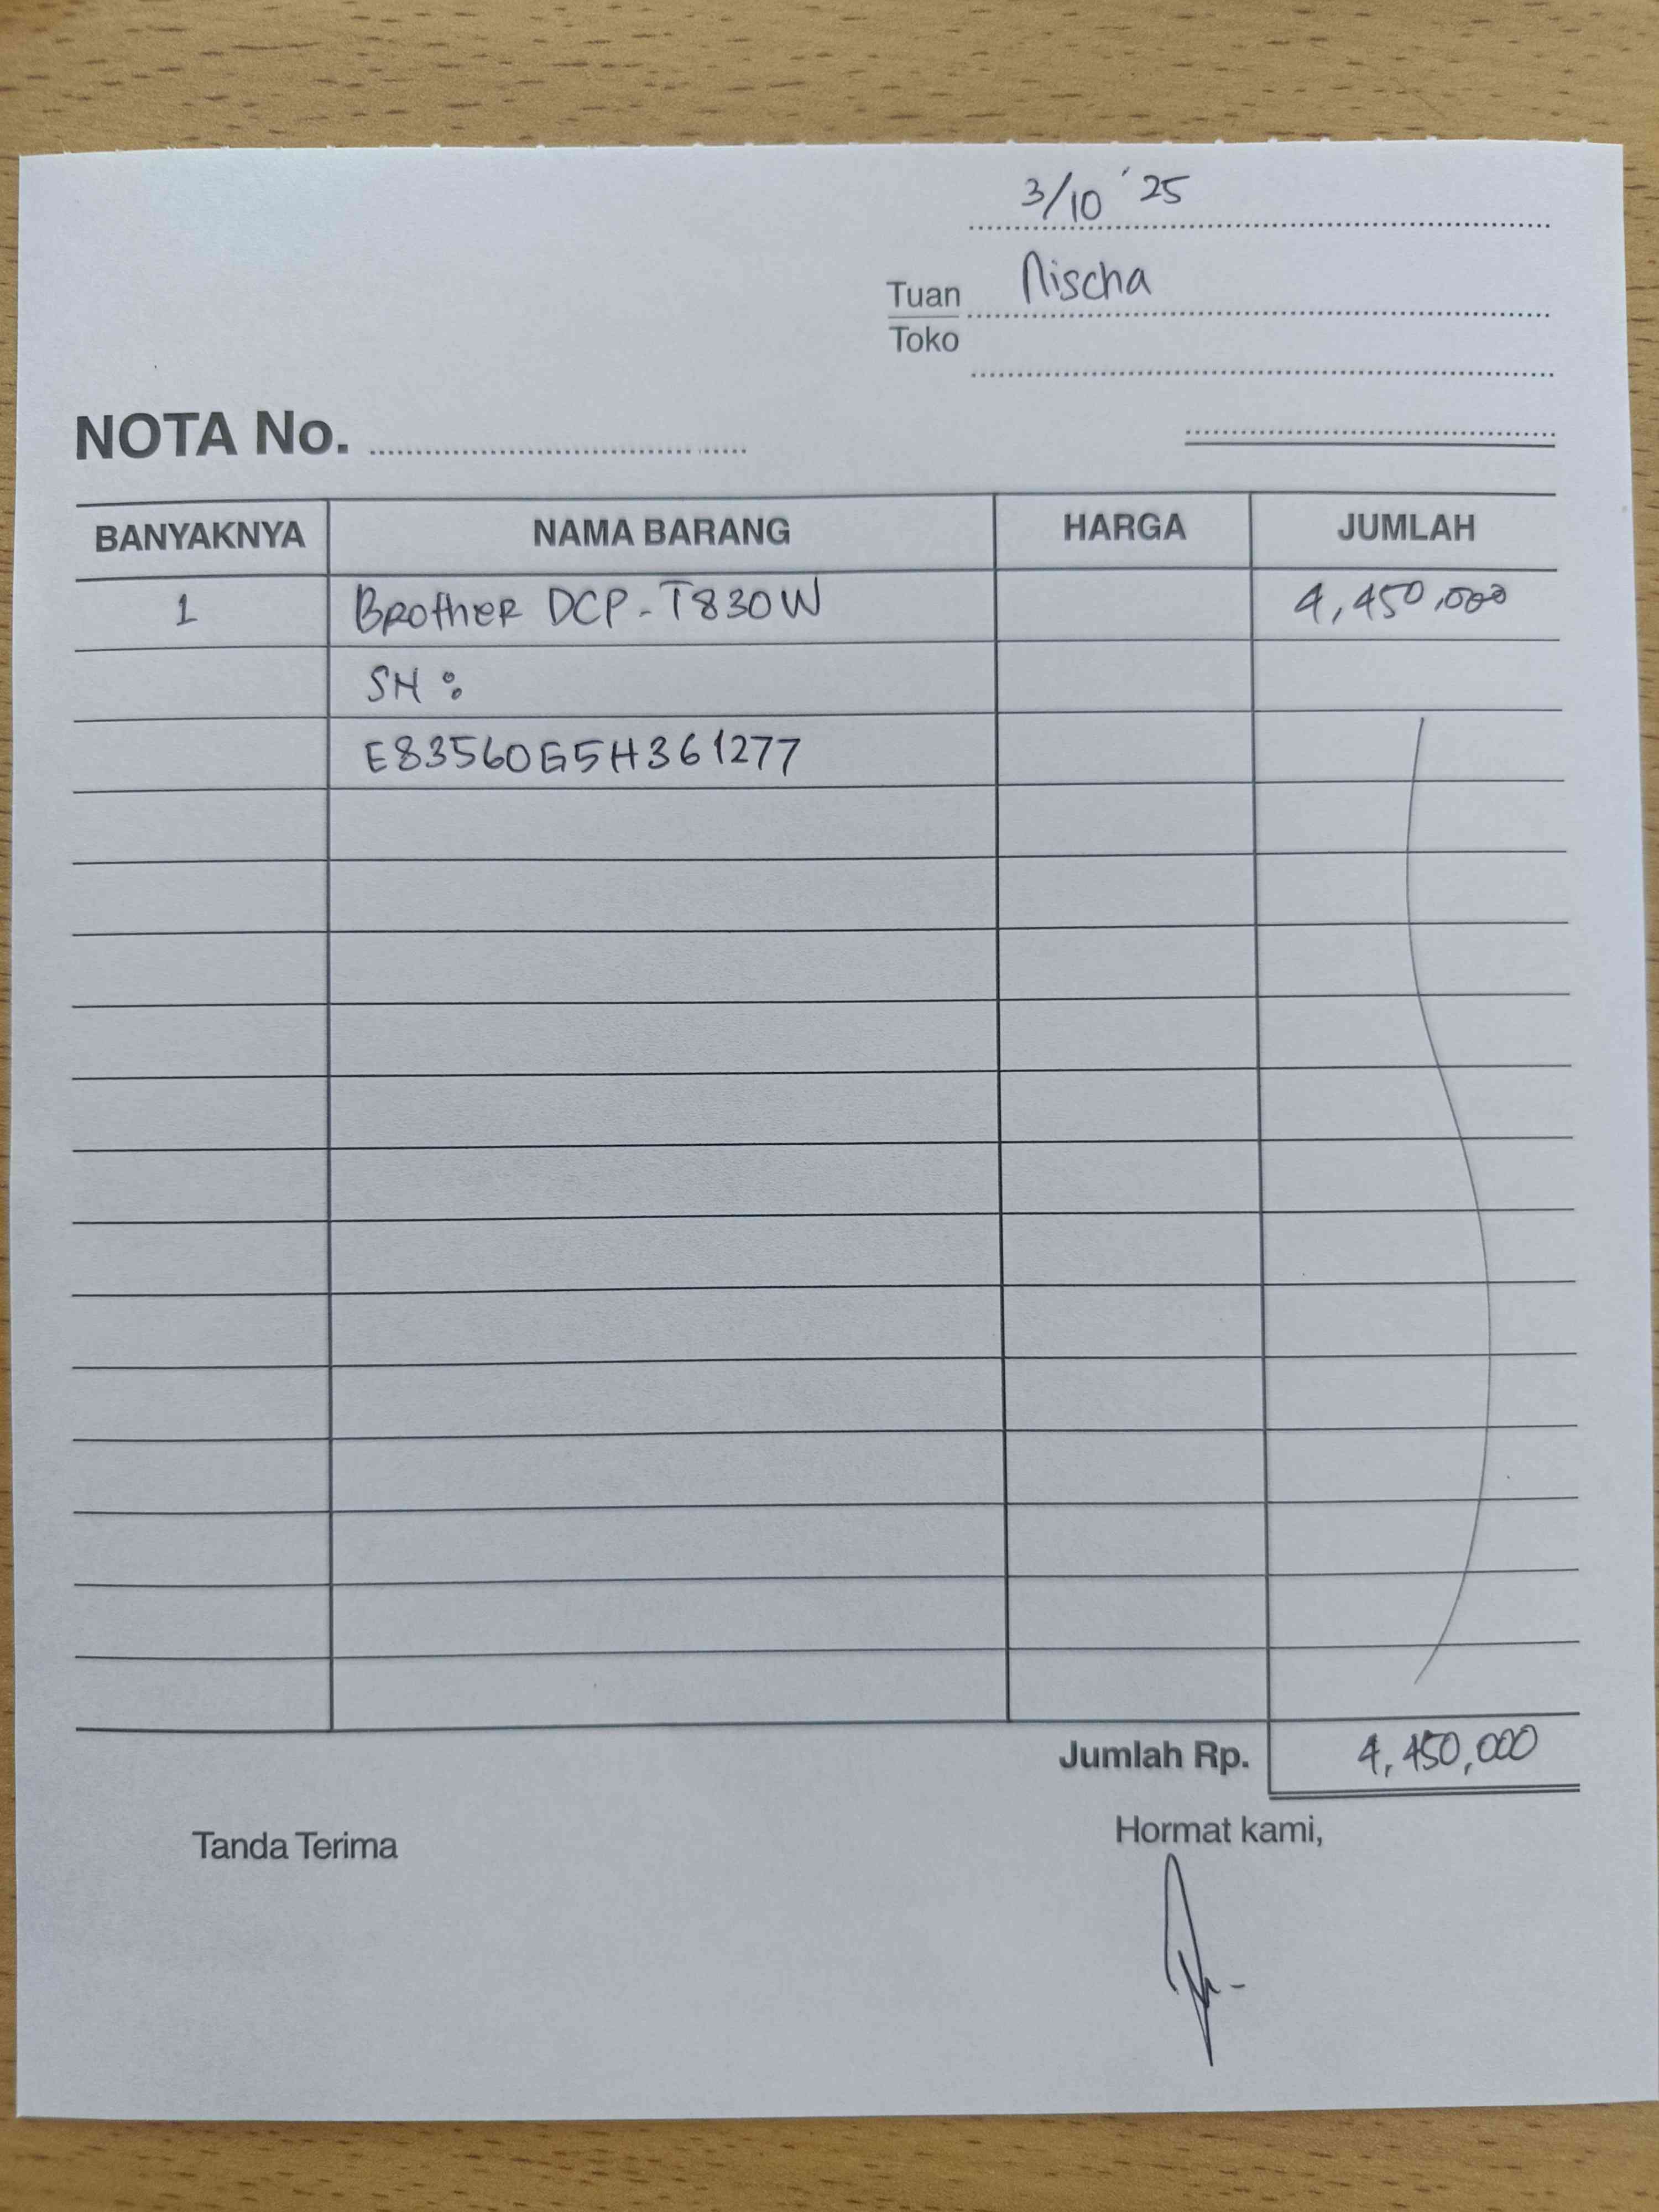 3/10 '25
Tuan Nischa
Toko
NOTA No.
BANYAKNYA NAMA BARANG HARGA JUMLAH
1 Brother DCP-T830W 4,450,000
SN :
E83560G5H361277
Jumlah Rp. 4,450,000
Tanda Terima Hormat kami,